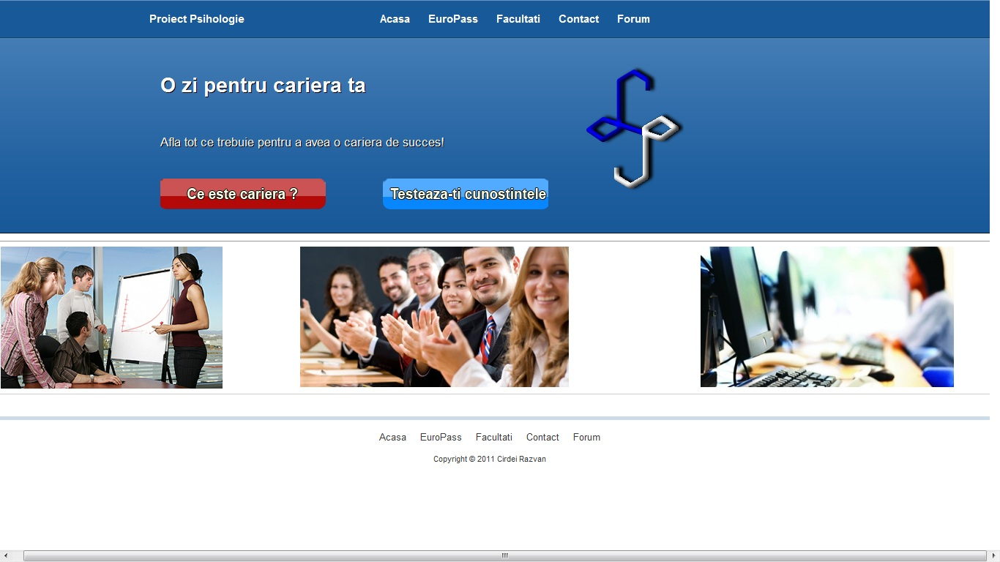 Proiect Psihologie
Acasa EuroPass Facultati Contact Forum
O zi pentru cariera ta
Afla tot ce trebuie pentru a avea o cariera de succes!
Ce este cariera ?
Testeaza-ti cunostintele
Acasa EuroPass Facultati Contact Forum
Copyright © 2011 Cirdei Razvan